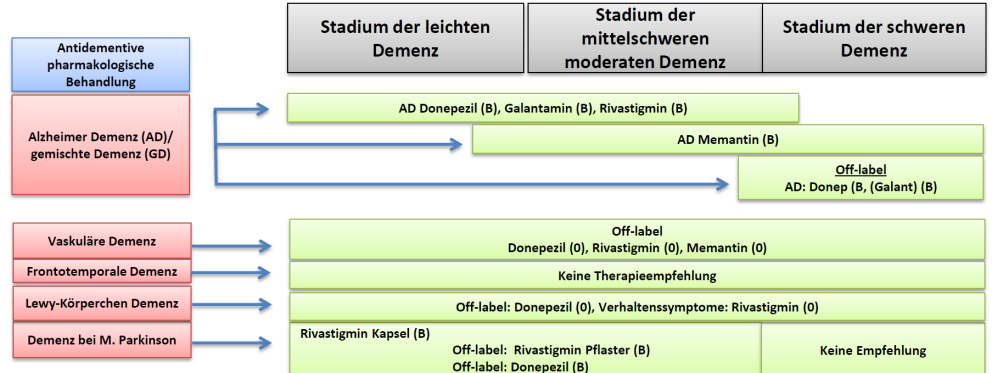 Stadium der leichten
Demenz
Stadium der
mittelschweren
moderaten Demenz
Stadium der schweren
Demenz
Antidementive
pharmakologische
Behandlung
Alzheimer Demenz (AD)/
gemischte Demenz (GD)
AD Donepezil (B), Galantamin (B), Rivastigmin (B)
AD Memantin (B)
Off-label
AD: Donep (B, (Galant) (B)
Vaskuläre Demenz
Off-label
Donepezil (0), Rivastigmin (0), Memantin (0)
Frontotemporale Demenz
Keine Therapieempfehlung
Lewy-Körperchen Demenz
Off-label: Donepezil (0), Verhaltenssymptome: Rivastigmin (0)
Demenz bei M. Parkinson
Rivastigmin Kapsel (B)
Off-label: Rivastigmin Pflaster (B)
Off-label: Donepezil (B)
Keine Empfehlung